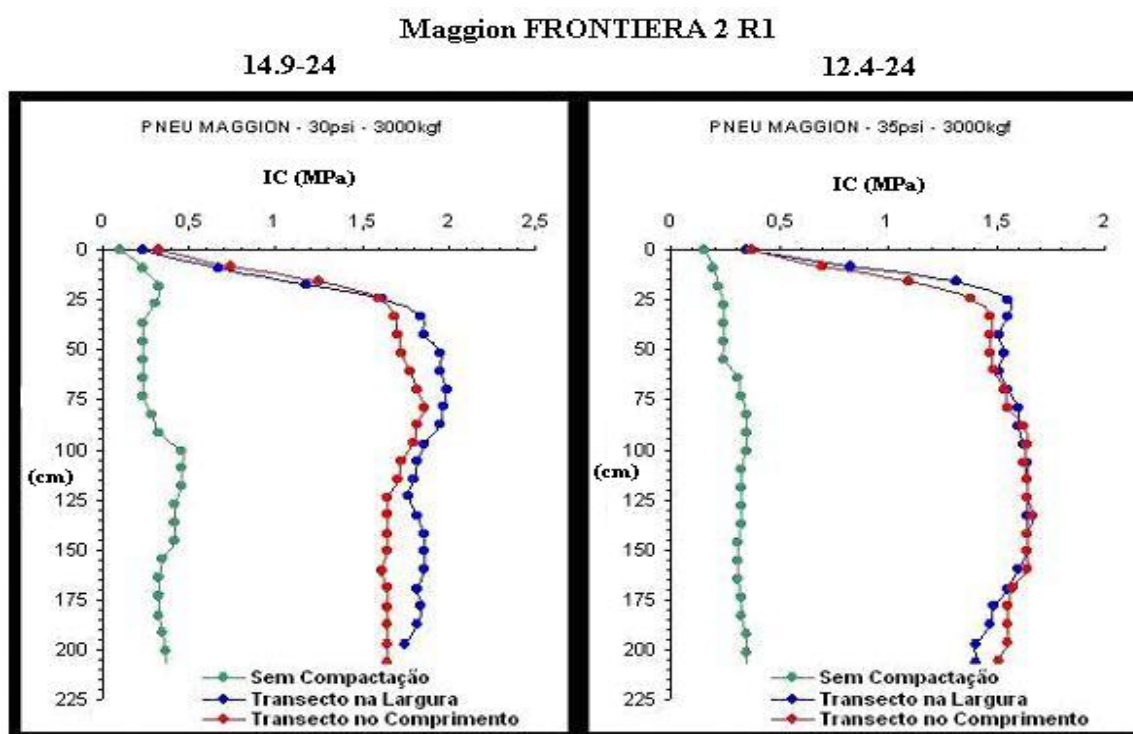 Maggion FRONTIERA 2 R1
14.9-24
12.4-24
PNEU MAGGION - 30psi - 3000kgf
IC (MPa)
0 0,5 1 1,5 2 2,5
0
25
50
75
100
(cm)
125
150
175
200
225
Sem Compactação
Transecto na Largura
Transecto no Comprimento
PNEU MAGGION - 35psi - 3000kgf
IC (MPa)
0 0,5 1 1,5 2
0
25
50
75
100
(cm)
125
150
175
200
225
Sem Compactação
Transecto na Largura
Transecto no Comprimento